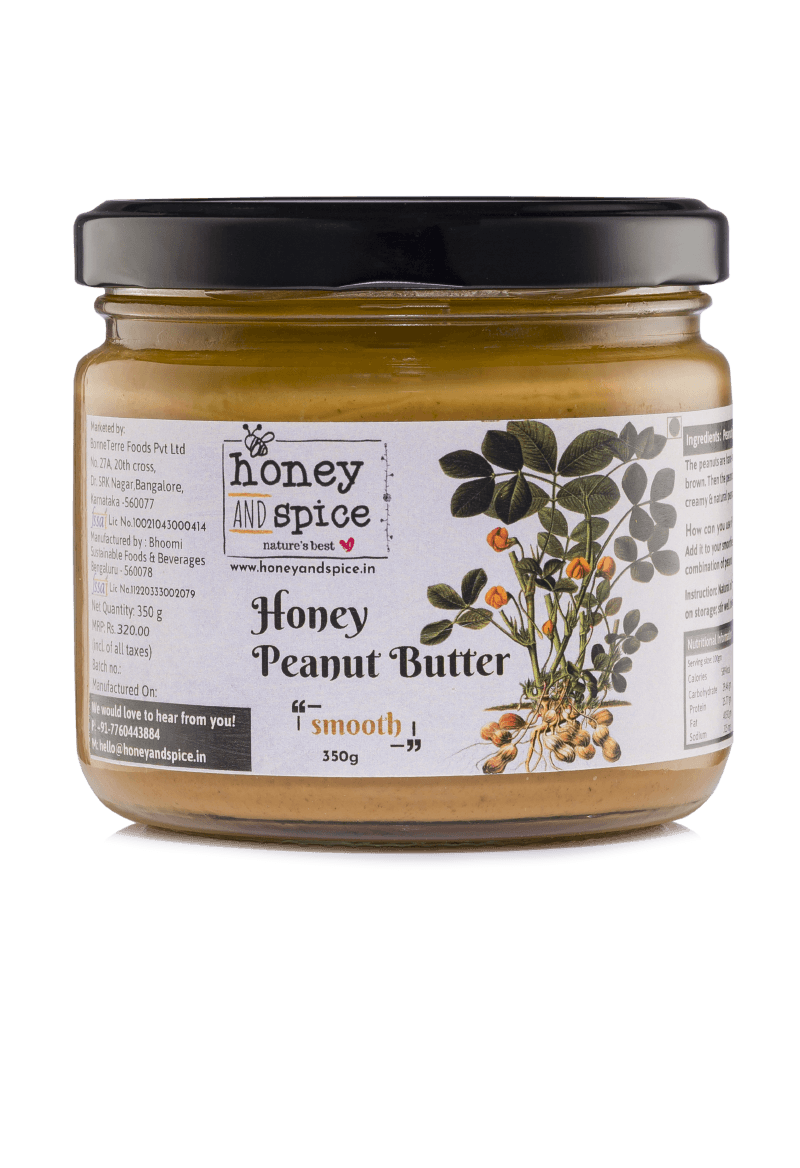 Marketed by:
BonneTerre Foods Pvt Ltd
No.27A, 20th cross,
Dr. SRK Nagar,Bangalore,
Karnataka -560077
fssai Lic No.10021043000414
Manufactured by : Bhoomi
Sustainable Foods & Beverages
Bengaluru - 560078
fssai Lic No.11220333002079
Net Quantity: 350 g
MRP: Rs. 320.00
(incl. of all taxes)
Batch no.:
Manufactured On:
We would love to hear from you!
P: +91-7760443884
M: hello@honeyandspice.in
honey
AND spice
nature's best
www.honeyandspice.in
Honey
Peanut Butter
"smooth"
350g
Ingredients:
The peanuts are
brown. Then the
creamy & natural
How can you use
Add it to your
combination of
Instruction:
on storage: stir well
Nutritional
Serving size:
Calories
Carbohydrate
Protein
Fat
Sodium